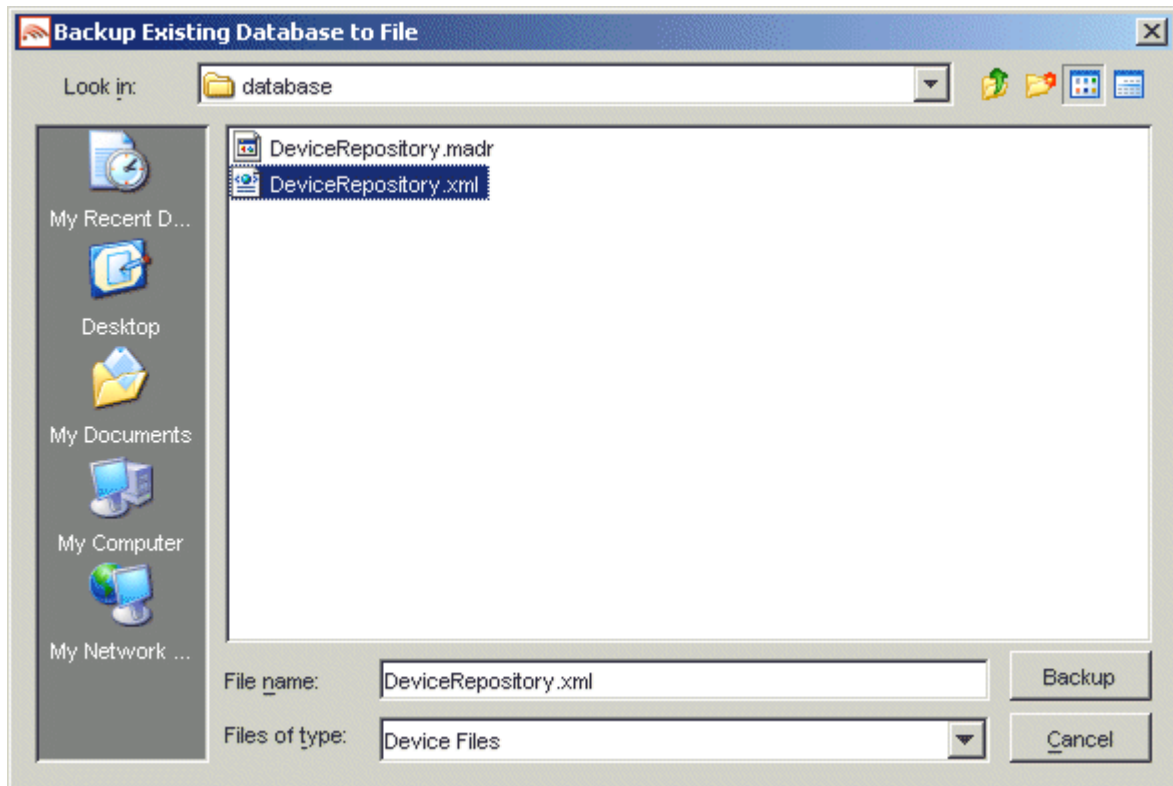 Backup Existing Database to File
Look in:
database
DeviceRepository.madr
DeviceRepository.xml
My Recent D...
Desktop
My Documents
My Computer
My Network ...
File name:
DeviceRepository.xml
Backup
Files of type:
Device Files
Cancel